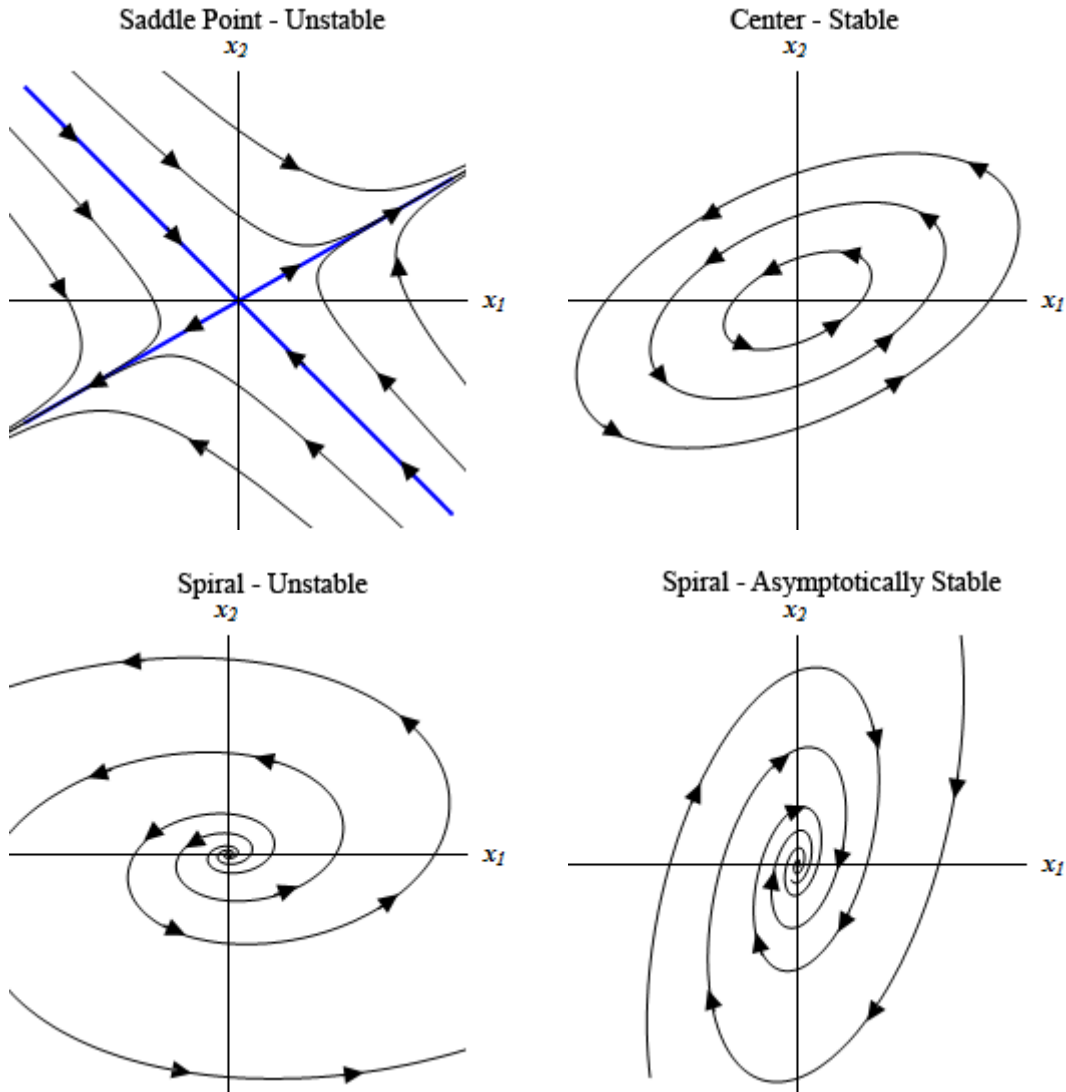 Saddle Point - Unstable
x2
x1
Center - Stable
x2
x1
Spiral - Unstable
x2
x1
Spiral - Asymptotically Stable
x2
x1